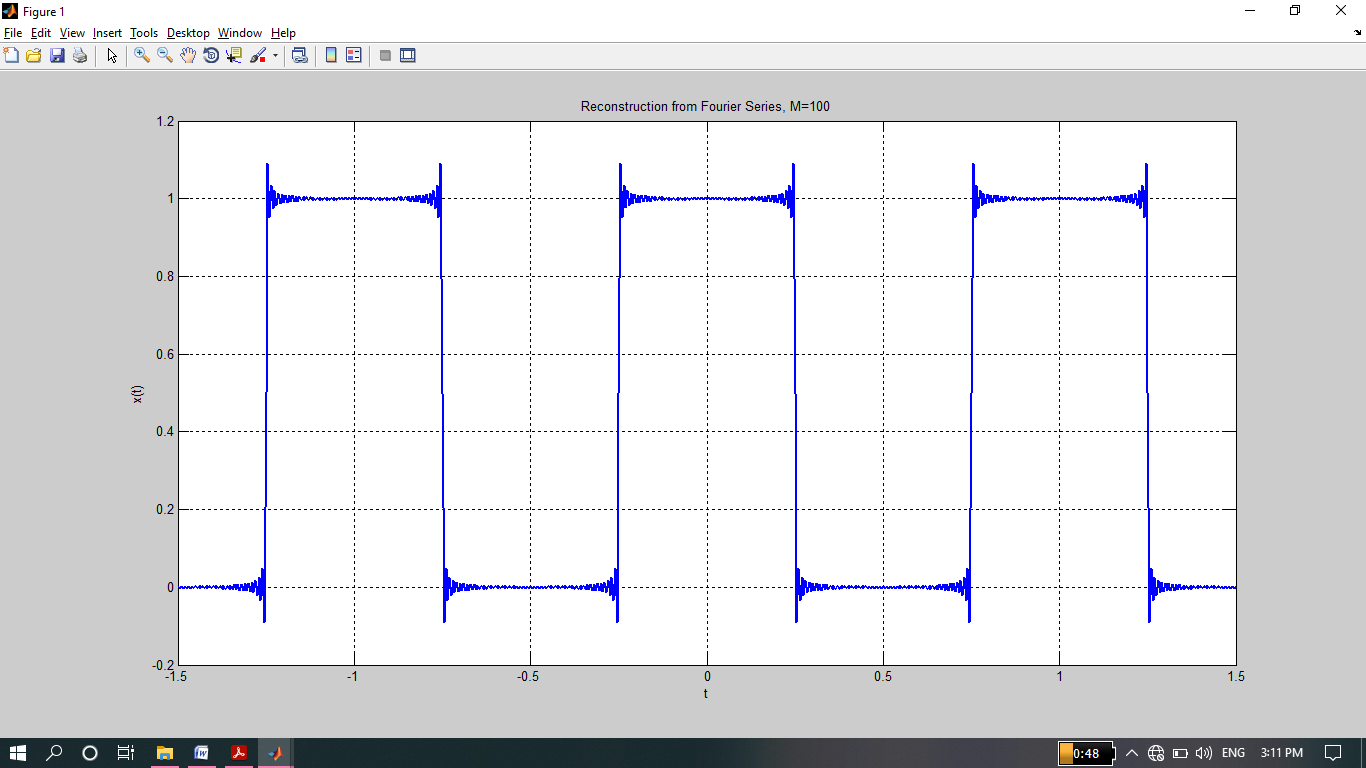 Figure 1
File Edit View Insert Tools Desktop Window Help
Reconstruction from Fourier Series, M=100
1.2
1
0.8
0.6
0.4
0.2
0
-0.2
x(t)
-1.5 -1 -0.5 0 0.5 1 1.5
t
0:48 ENG 3:11 PM